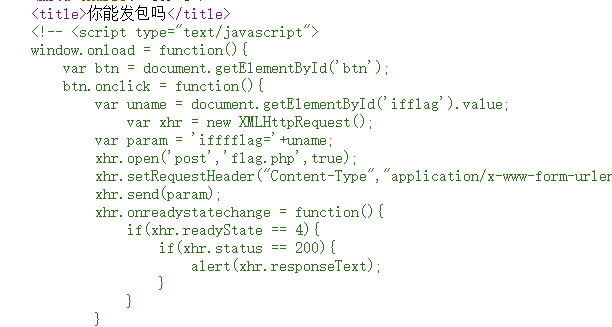 <title>你能发包吗</title>
<!-- <script type="text/javascript">
window.onload = function(){
var btn = document.getElementById('btn');
btn.onclick = function(){
var uname = document.getElementById('ifflag').value;
var xhr = new XMLHttpRequest();
var param = 'ifffflag='+uname;
xhr.open('post','flag.php',true);
xhr.setRequestHeader("Content-Type","application/x-www-form-urler
xhr.send(param);
xhr.onreadystatechange = function(){
if(xhr.readyState == 4){
if(xhr.status == 200){
alert(xhr.responseText);
}
}
}